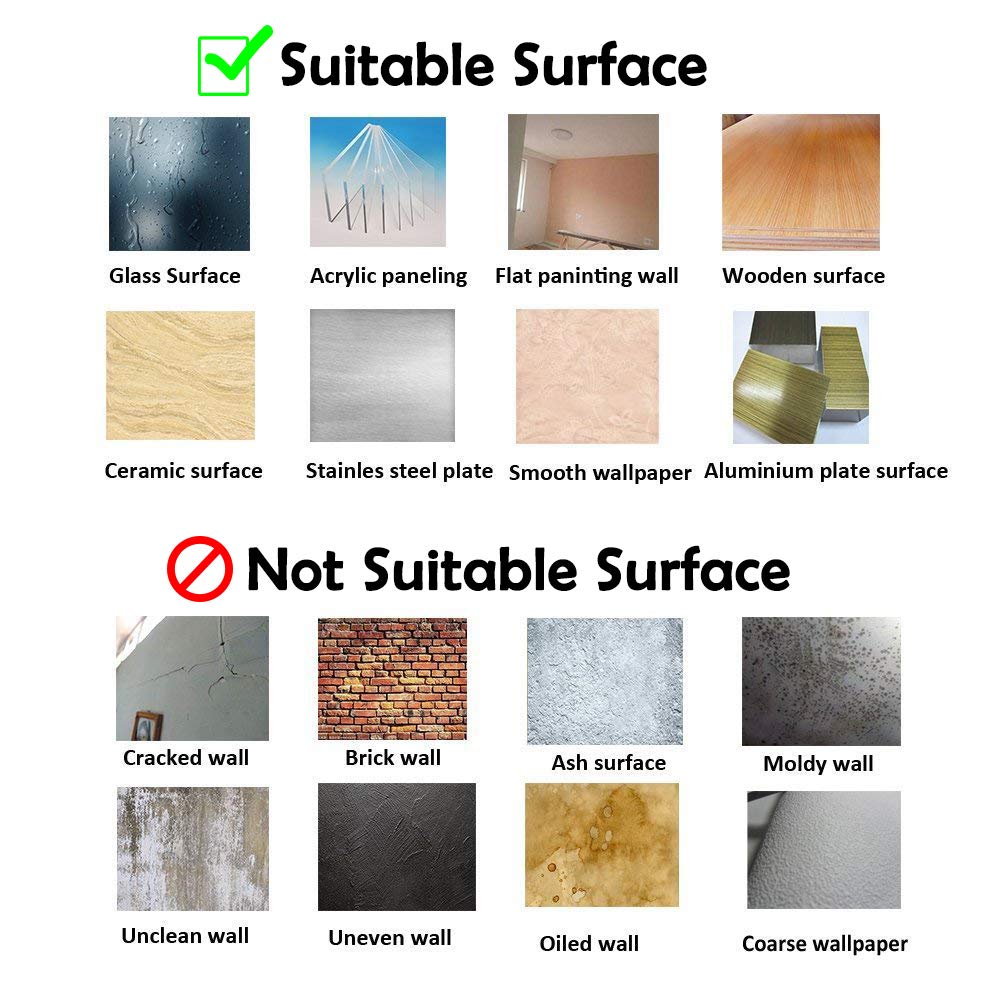 Suitable Surface
Glass Surface
Acrylic paneling
Flat paninting wall
Wooden surface
Ceramic surface
Stainles steel plate
Smooth wallpaper
Aluminium plate surface
Not Suitable Surface
Cracked wall
Brick wall
Ash surface
Moldy wall
Unclean wall
Uneven wall
Oiled wall
Coarse wallpaper